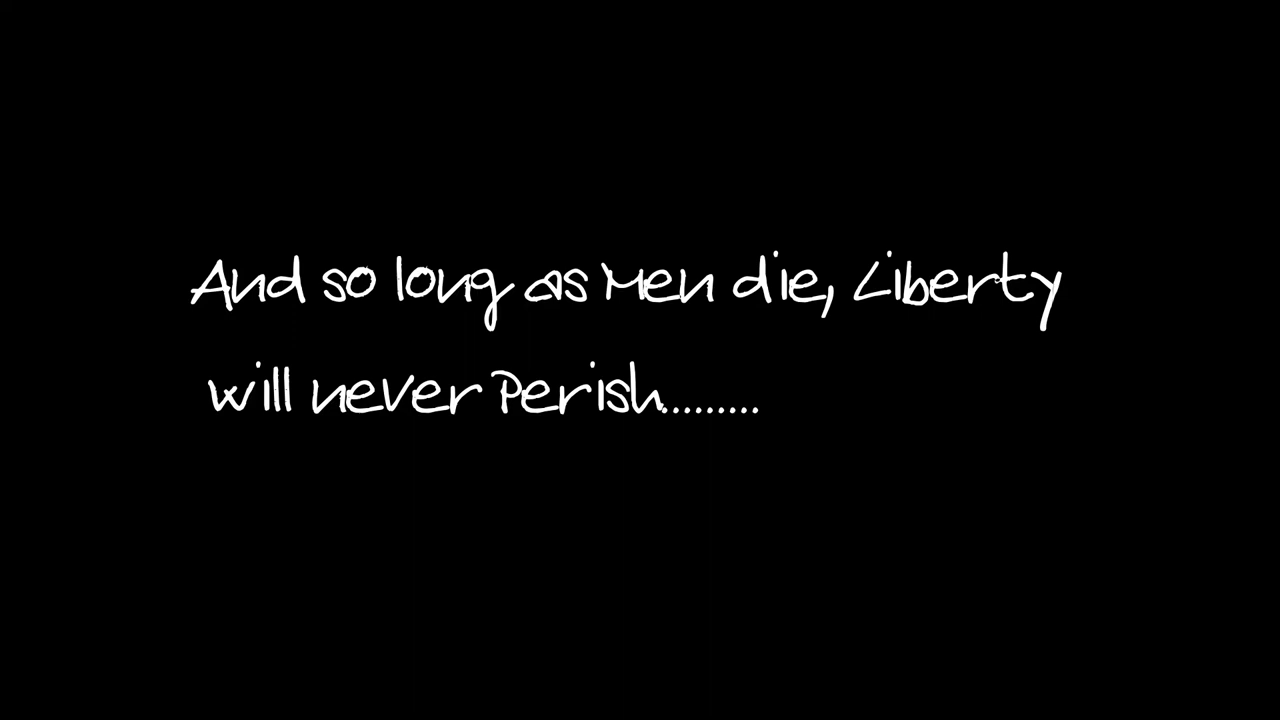 And so long as Men die, Liberty
will never Perish.........